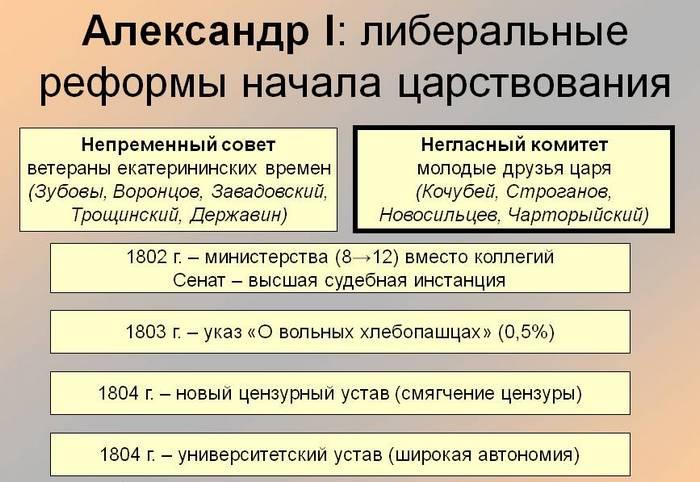 Александр I: либеральные
реформы начала царствования
Непременный совет
ветераны екатерининских времен
(Зубовы, Воронцов, Завадовский,
Трощинский, Державин)
Негласный комитет
молодые друзья царя
(Кочубей, Строганов,
Новосильцев, Чарторыйский)
1802 г. – министерства (8→12) вместо коллегий
Сенат – высшая судебная инстанция
1803 г. – указ «О вольных хлебопашцах» (0,5%)
1804 г. – новый цензурный устав (смягчение цензуры)
1804 г. – университетский устав (широкая автономия)